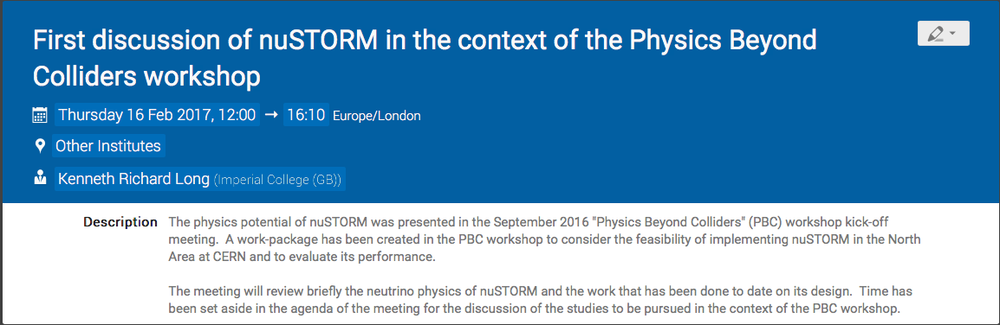 First discussion of nuSTORM in the context of the Physics Beyond
Colliders workshop
Thursday 16 Feb 2017, 12:00 → 16:10 Europe/London
Other Institutes
Kenneth Richard Long (Imperial College (GB))
Description The physics potential of nuSTORM was presented in the September 2016 "Physics Beyond Colliders" (PBC) workshop kick-off
meeting. A work-package has been created in the PBC workshop to consider the feasibility of implementing nuSTORM in the North
Area at CERN and to evaluate its performance.
The meeting will review briefly the neutrino physics of nuSTORM and the work that has been done to date on its design. Time has
been set aside in the agenda of the meeting for the discussion of the studies to be pursued in the context of the PBC workshop.